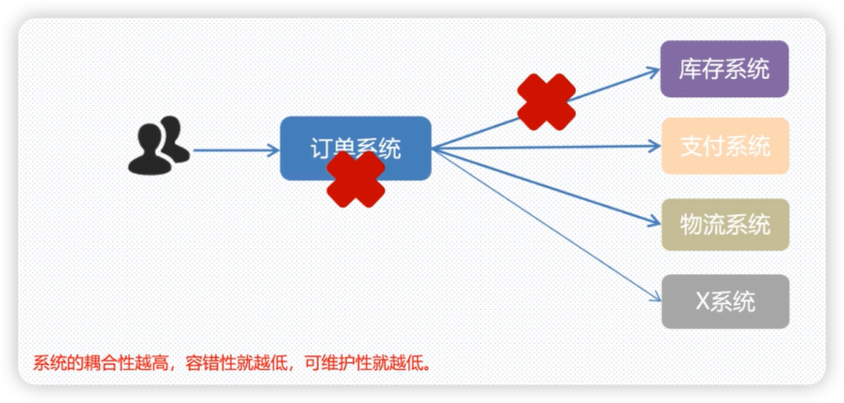 库存系统
订单系统
支付系统
物流系统
X系统
系统的耦合性越高，容错性就越低，可维护性就越低。